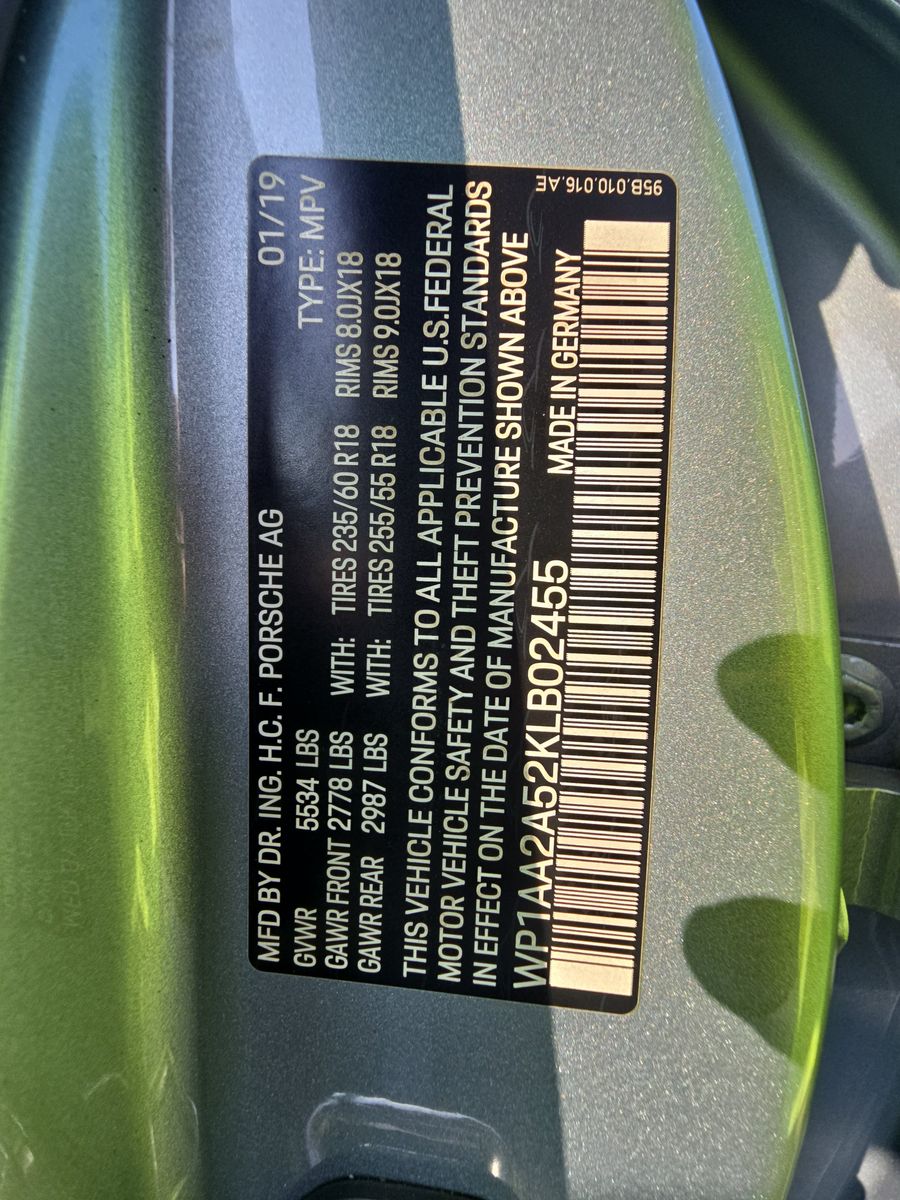 01/19
MFD BY DR. ING. H.C. F. PORSCHE AG
TYPE: MPV
GVWR 5534 LBS
GAWR FRONT 2778 LBS WITH: TIRES 235/60 R18 RIMS 8.0JX18
GAWR REAR 2987 LBS WITH: TIRES 255/55 R18 RIMS 9.0JX18
THIS VEHICLE CONFORMS TO ALL APPLICABLE U.S.FEDERAL
MOTOR VEHICLE SAFETY AND THEFT PREVENTION STANDARDS
IN EFFECT ON THE DATE OF MANUFACTURE SHOWN ABOVE
WP1AA2A52KLB02455 MADE IN GERMANY
95B.010.016.AE